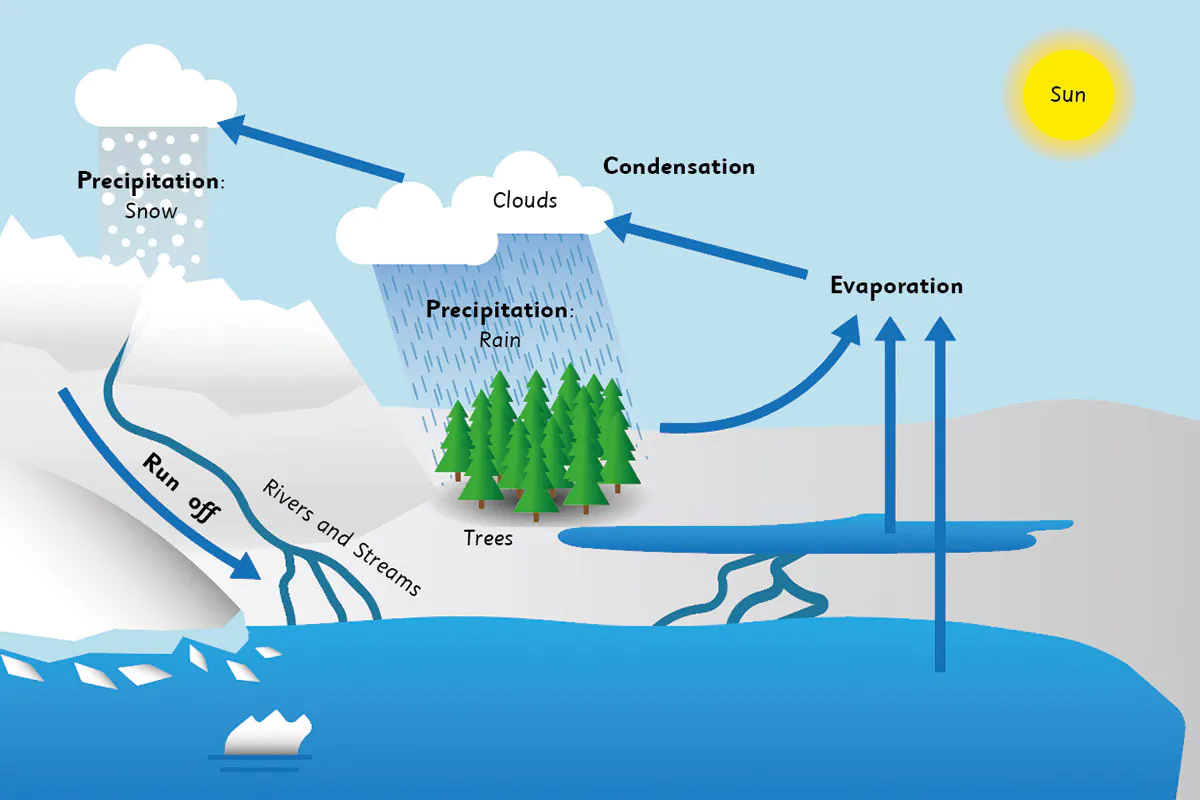 Sun
Condensation
Clouds
Precipitation:
Snow
Evaporation
Precipitation:
Rain
Run off
Rivers and Streams
Trees